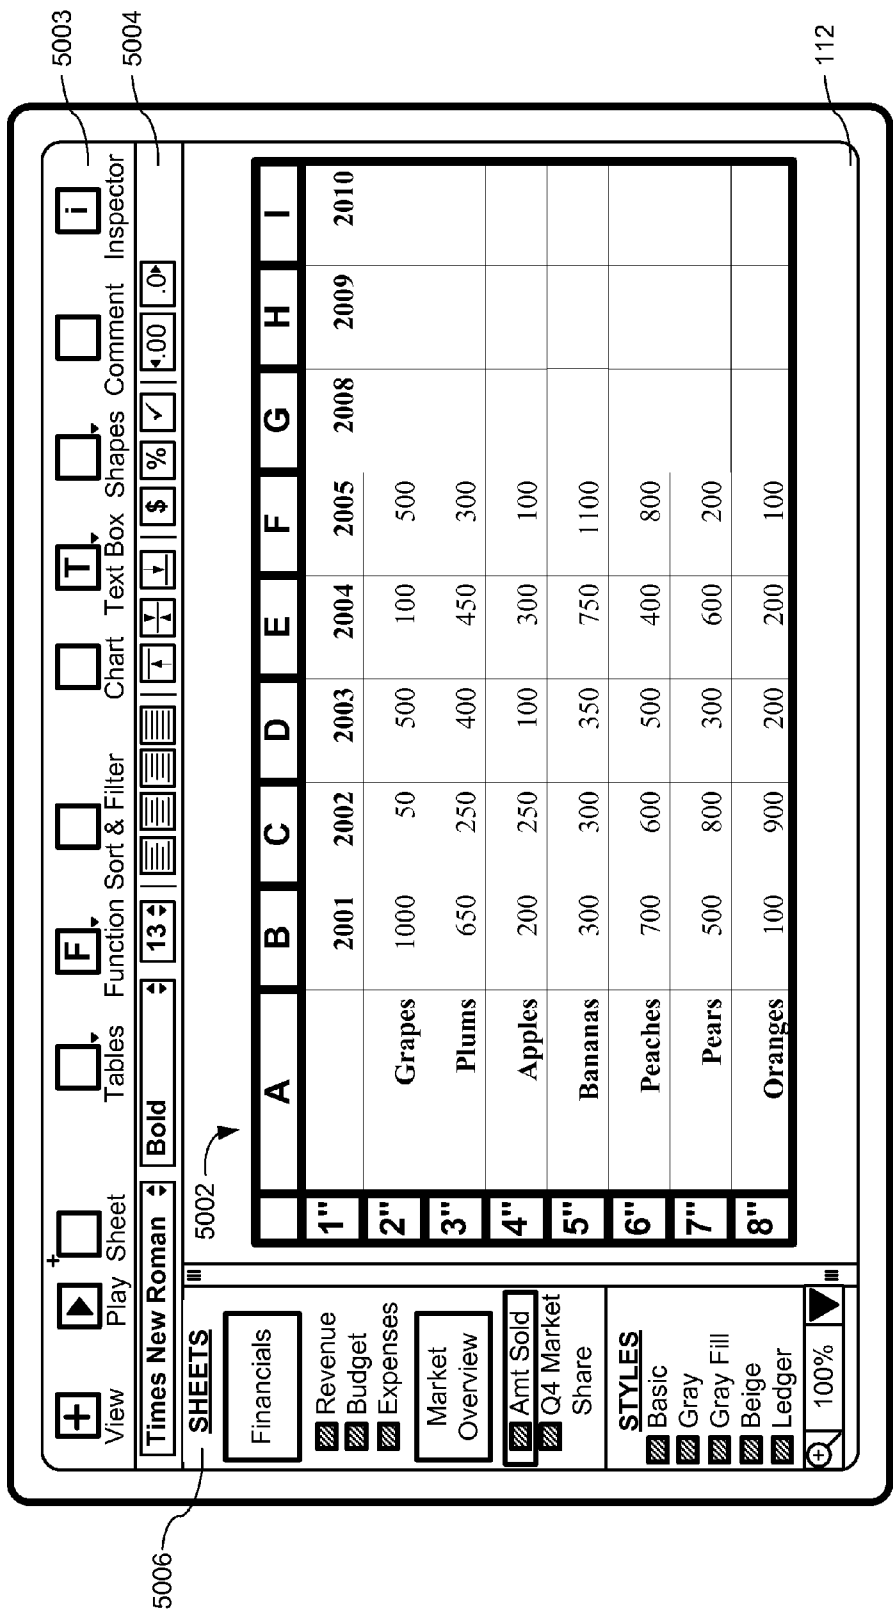 5003
5004
View Play Sheet Tables Function Sort & Filter Chart Text Box Shapes Comment Inspector
+ + F T i
Times New Roman Bold 13 $ % ✓ .00 .0
5006
5002
SHEETS
Financials
Revenue
Budget
Expenses
Market
Overview
Amt Sold
Q4 Market
Share
STYLES
Basic
Gray
Gray Fill
Beige
Ledger
100%
A B C D E F G H I
1" 2001 2002 2003 2004 2005 2008 2009 2010
2" Grapes 1000 50 500 100 500
3" Plums 650 250 400 450 300
4" Apples 200 250 100 300 100
5" Bananas 300 300 350 750 1100
6" Peaches 700 600 500 400 800
7" Pears 500 800 300 600 200
8" Oranges 100 900 200 200 100
112